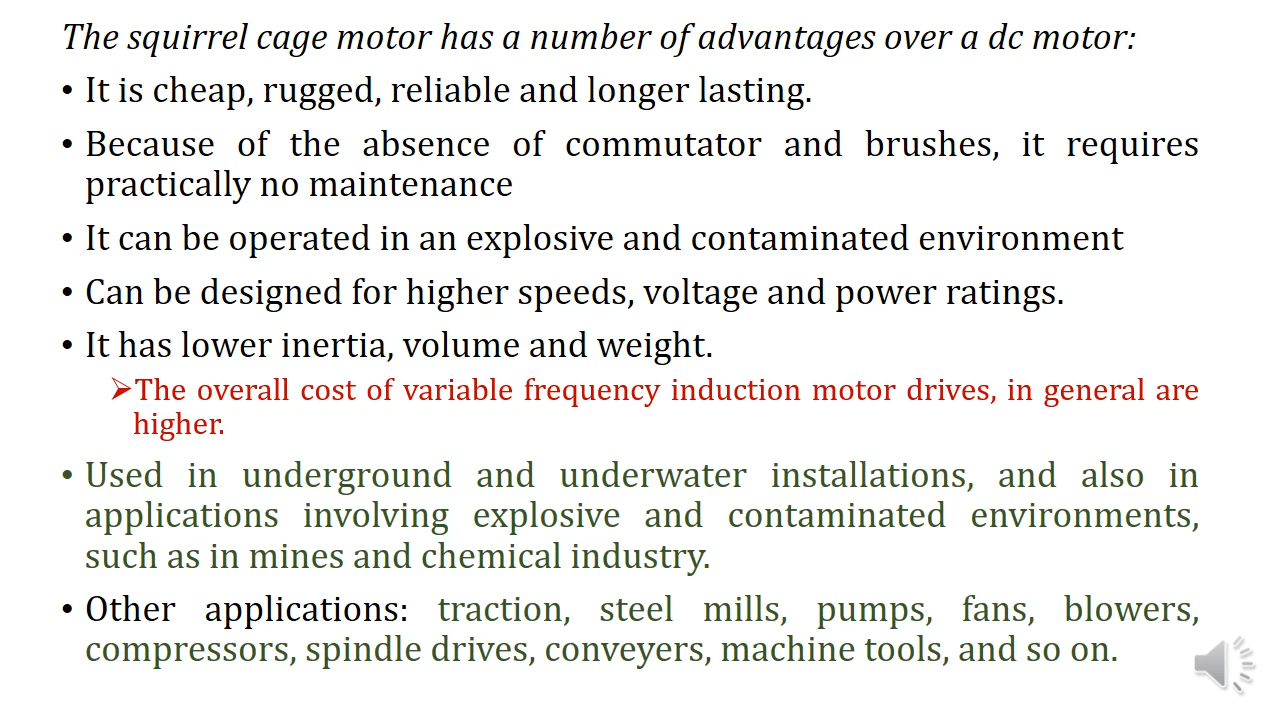 The squirrel cage motor has a number of advantages over a dc motor:
• It is cheap, rugged, reliable and longer lasting.
• Because of the absence of commutator and brushes, it requires
practically no maintenance
• It can be operated in an explosive and contaminated environment
• Can be designed for higher speeds, voltage and power ratings.
• It has lower inertia, volume and weight.
➢The overall cost of variable frequency induction motor drives, in general are
higher.
• Used in underground and underwater installations, and also in
applications involving explosive and contaminated environments,
such as in mines and chemical industry.
• Other applications: traction, steel mills, pumps, fans, blowers,
compressors, spindle drives, conveyers, machine tools, and so on.